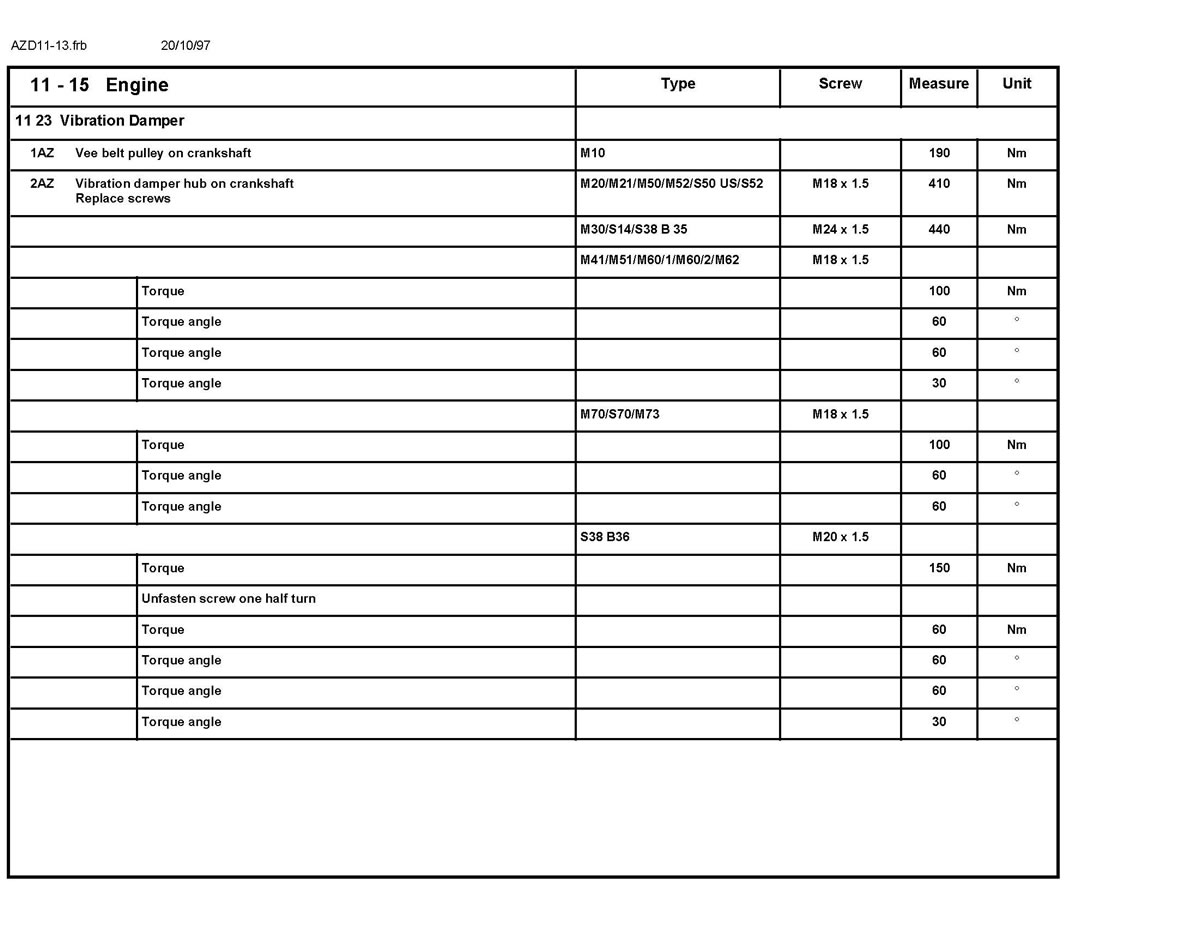 AZD11-13.frb 20/10/97
11 - 15 Engine Type Screw Measure Unit
11 23 Vibration Damper
1AZ Vee belt pulley on crankshaft M10 190 Nm
2AZ Vibration damper hub on crankshaft M20/M21/M50/M52/S50 US/S52 M18 x 1.5 410 Nm
Replace screws
M30/S14/S38 B 35 M24 x 1.5 440 Nm
M41/M51/M60/1/M60/2/M62 M18 x 1.5
Torque 100 Nm
Torque angle 60 °
Torque angle 60 °
Torque angle 30 °
M70/S70/M73 M18 x 1.5
Torque 100 Nm
Torque angle 60 °
Torque angle 60 °
S38 B36 M20 x 1.5
Torque 150 Nm
Unfasten screw one half turn
Torque 60 Nm
Torque angle 60 °
Torque angle 60 °
Torque angle 30 °